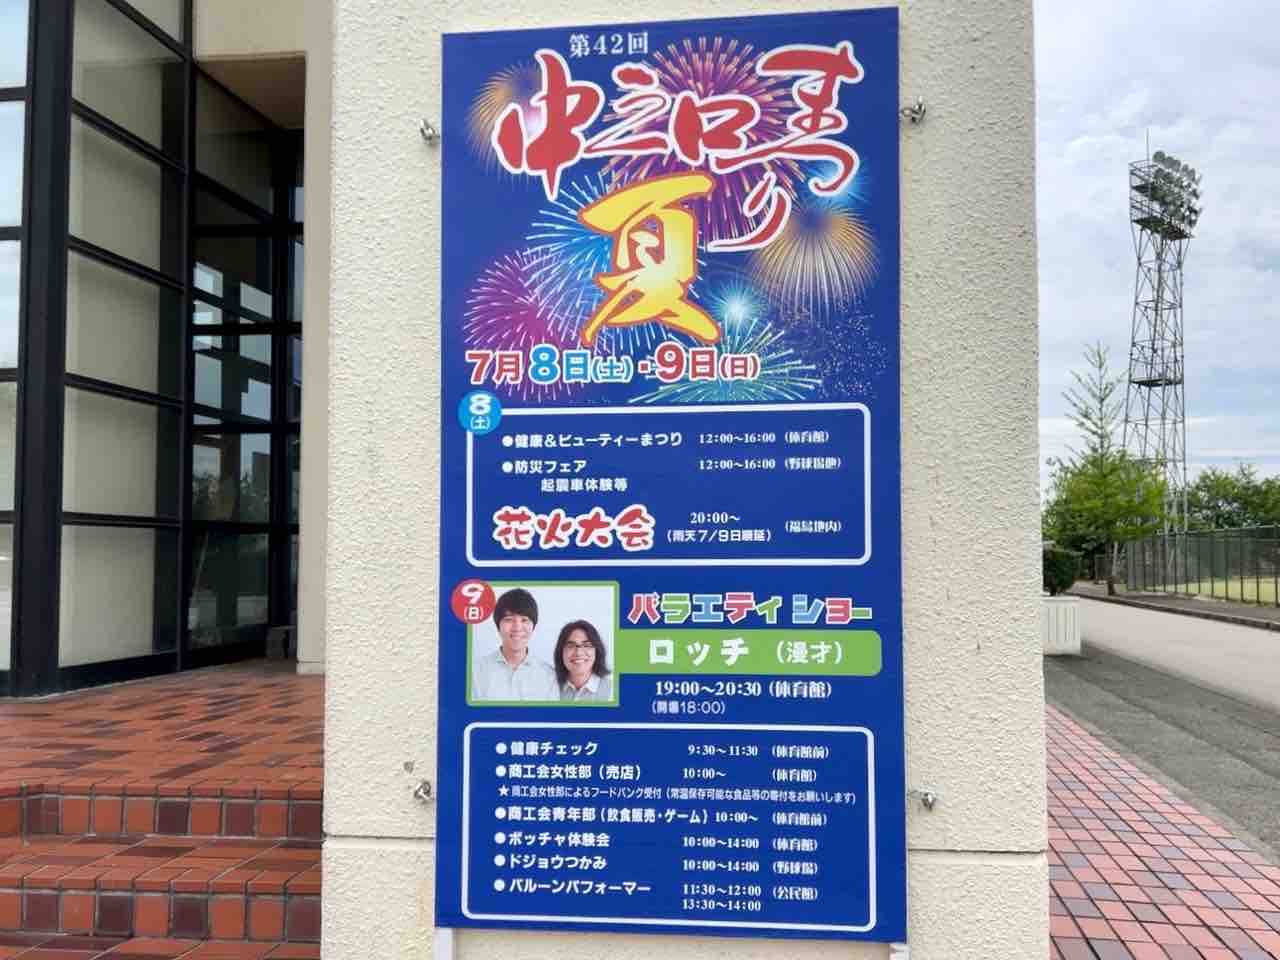 第42回
中之口まつり
夏
7月8日(土)・9日(日)
8
(土)
●健康&ビューティーまつり 12:00~16:00 (体育館)
●防災フェア 12:00~16:00 (野球場他)
起震車体験等
花火大会 20:00~ (福島地内)
(雨天7/9日順延)
9
(日)
バラエティショー
ロッチ (漫才)
19:00~20:30 (体育館)
(開場18:00)
●健康チェック 9:30~11:30 (体育館前)
●商工会女性部(売店) 10:00~ (体育館)
★商工会女性部によるフードバンク受付(常温保存可能な食品等の寄付をお願いします)
●商工会青年部(飲食販売・ゲーム) 10:00~ (体育館前)
●ボッチャ体験会 10:00~14:00 (体育館)
●ドジョウつかみ 10:00~14:00 (野球場)
●バルーンパフォーマー 11:30~12:00 (公民館)
13:30~14:00